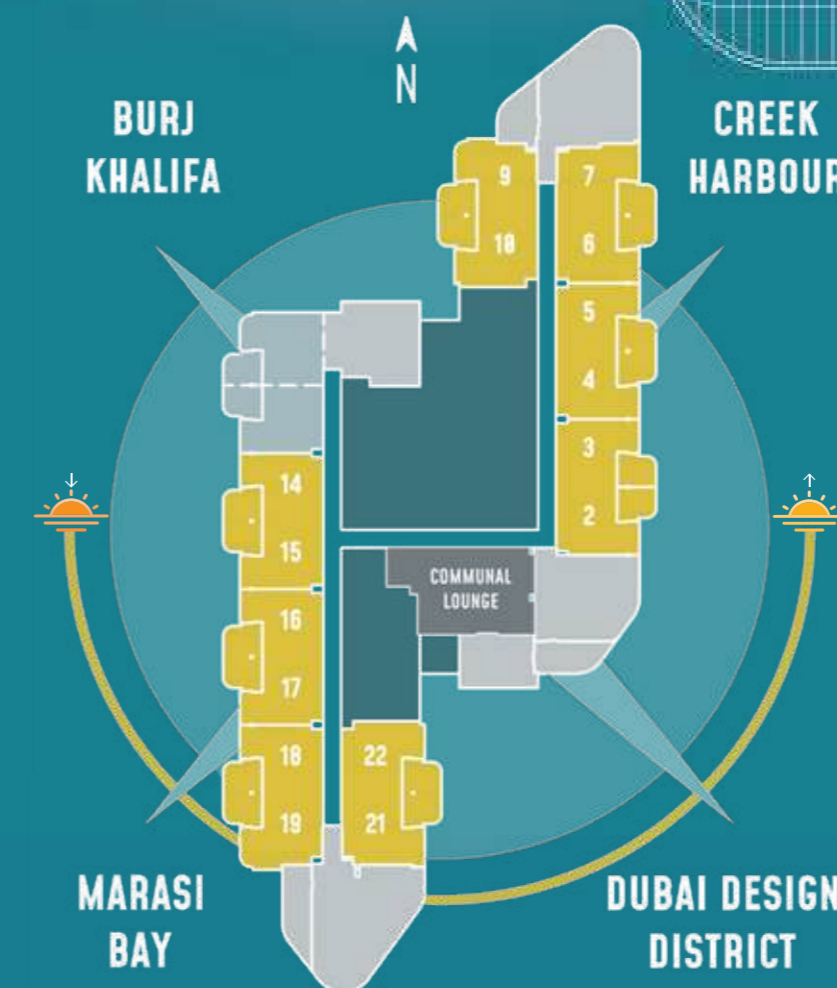 N
BURJ
KHALIFA
CREEK
HARBOUR
9
7
10
6
5
4
3
2
14
15
16
17
18
19
22
21
COMMUNAL
LOUNGE
MARASI
BAY
DUBAI DESIGN
DISTRICT